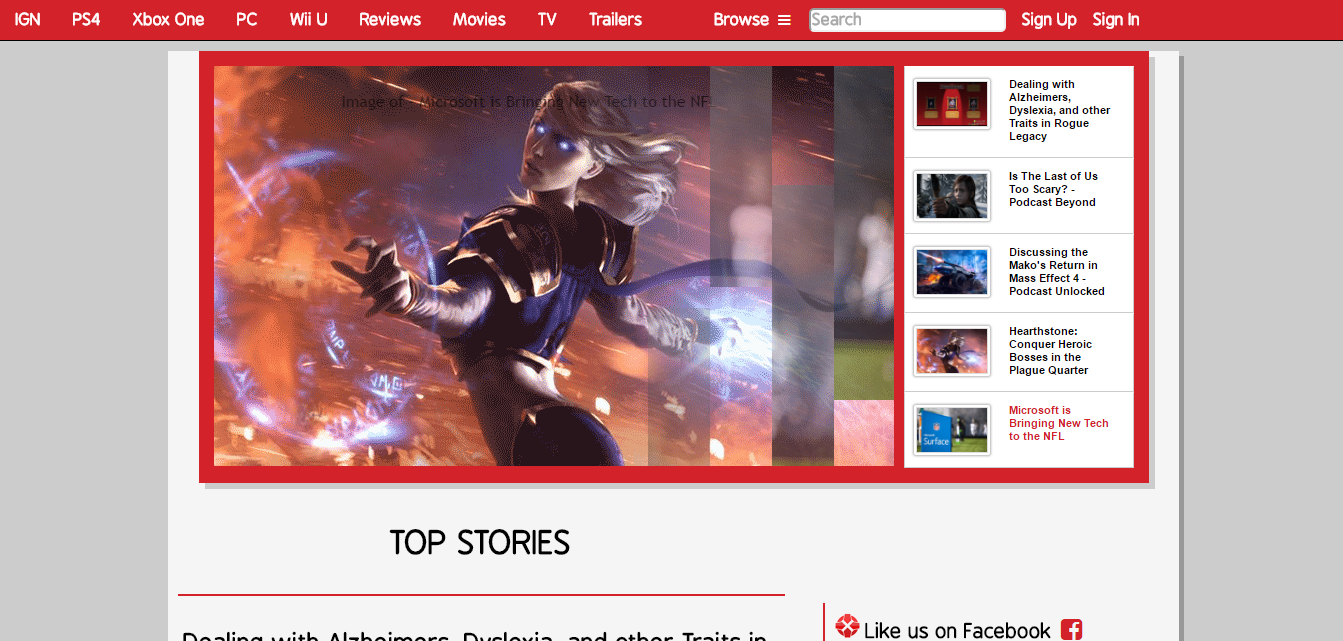 IGN PS4 Xbox One PC Wii U Reviews Movies TV Trailers Browse Search Sign Up Sign In
Image of - Microsoft is Bringing New Tech to the NFL
Dealing with
Alzheimers,
Dyslexia, and other
Traits in Rogue
Legacy
Is The Last of Us
Too Scary? -
Podcast Beyond
Discussing the
Mako's Return in
Mass Effect 4 -
Podcast Unlocked
Hearthstone:
Conquer Heroic
Bosses in the
Plague Quarter
Surface
Microsoft is
Bringing New Tech
to the NFL
TOP STORIES
Dealing with Alzheimers, Dyslexia, and other Traits in
Like us on Facebook